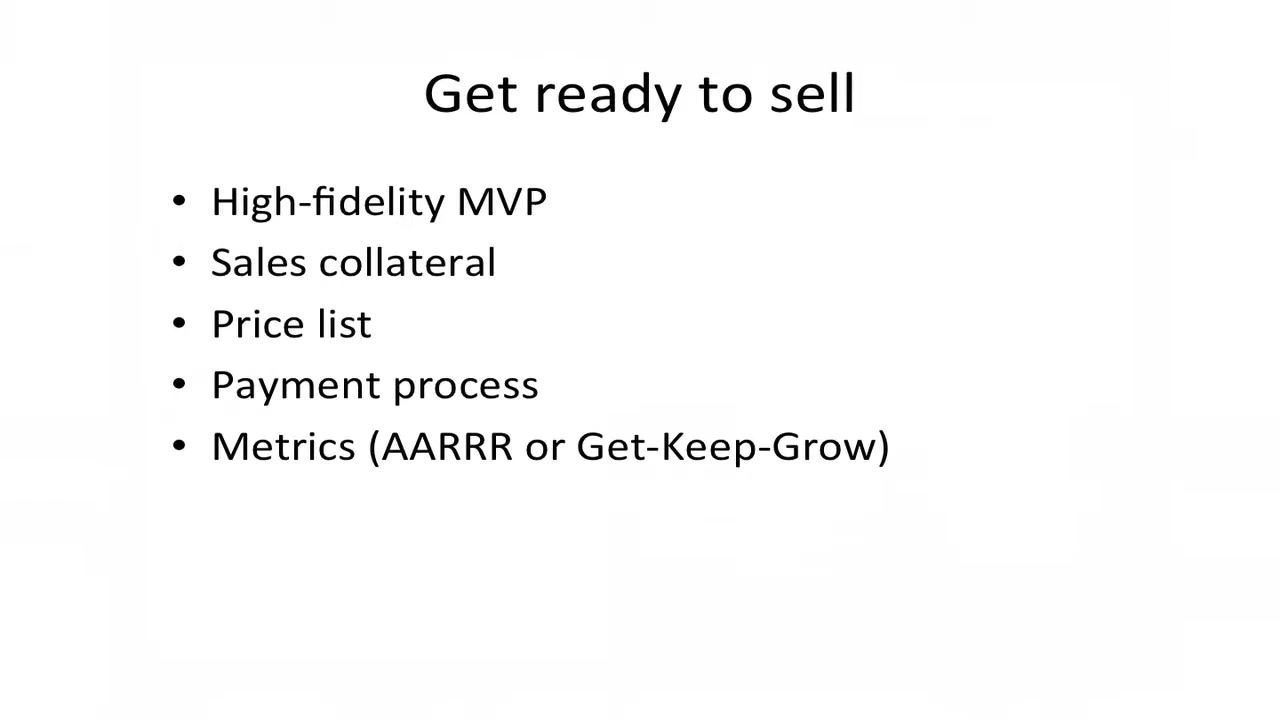 Get ready to sell
• High-fidelity MVP
• Sales collateral
• Price list
• Payment process
• Metrics (AARRR or Get-Keep-Grow)